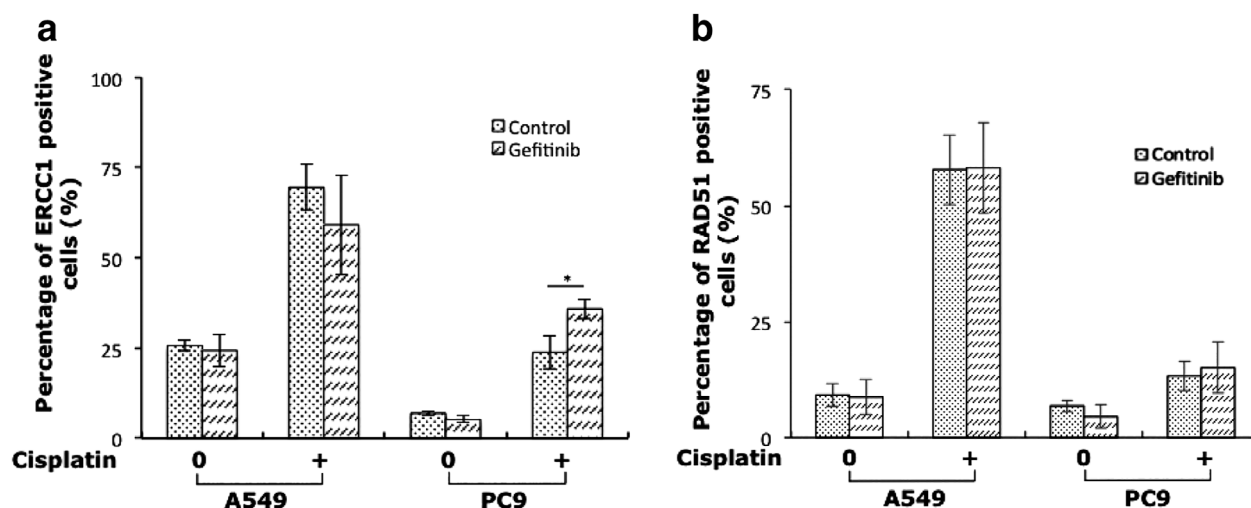 a
Percentage of ERCC1 positive
cells (%)
100
75
50
25
0
Control
Gefitinib
*
Cisplatin 0 + 0 +
A549 PC9
b
Percentage of RAD51 positive
cells (%)
75
50
25
0
Control
Gefitinib
Cisplatin 0 + 0 +
A549 PC9